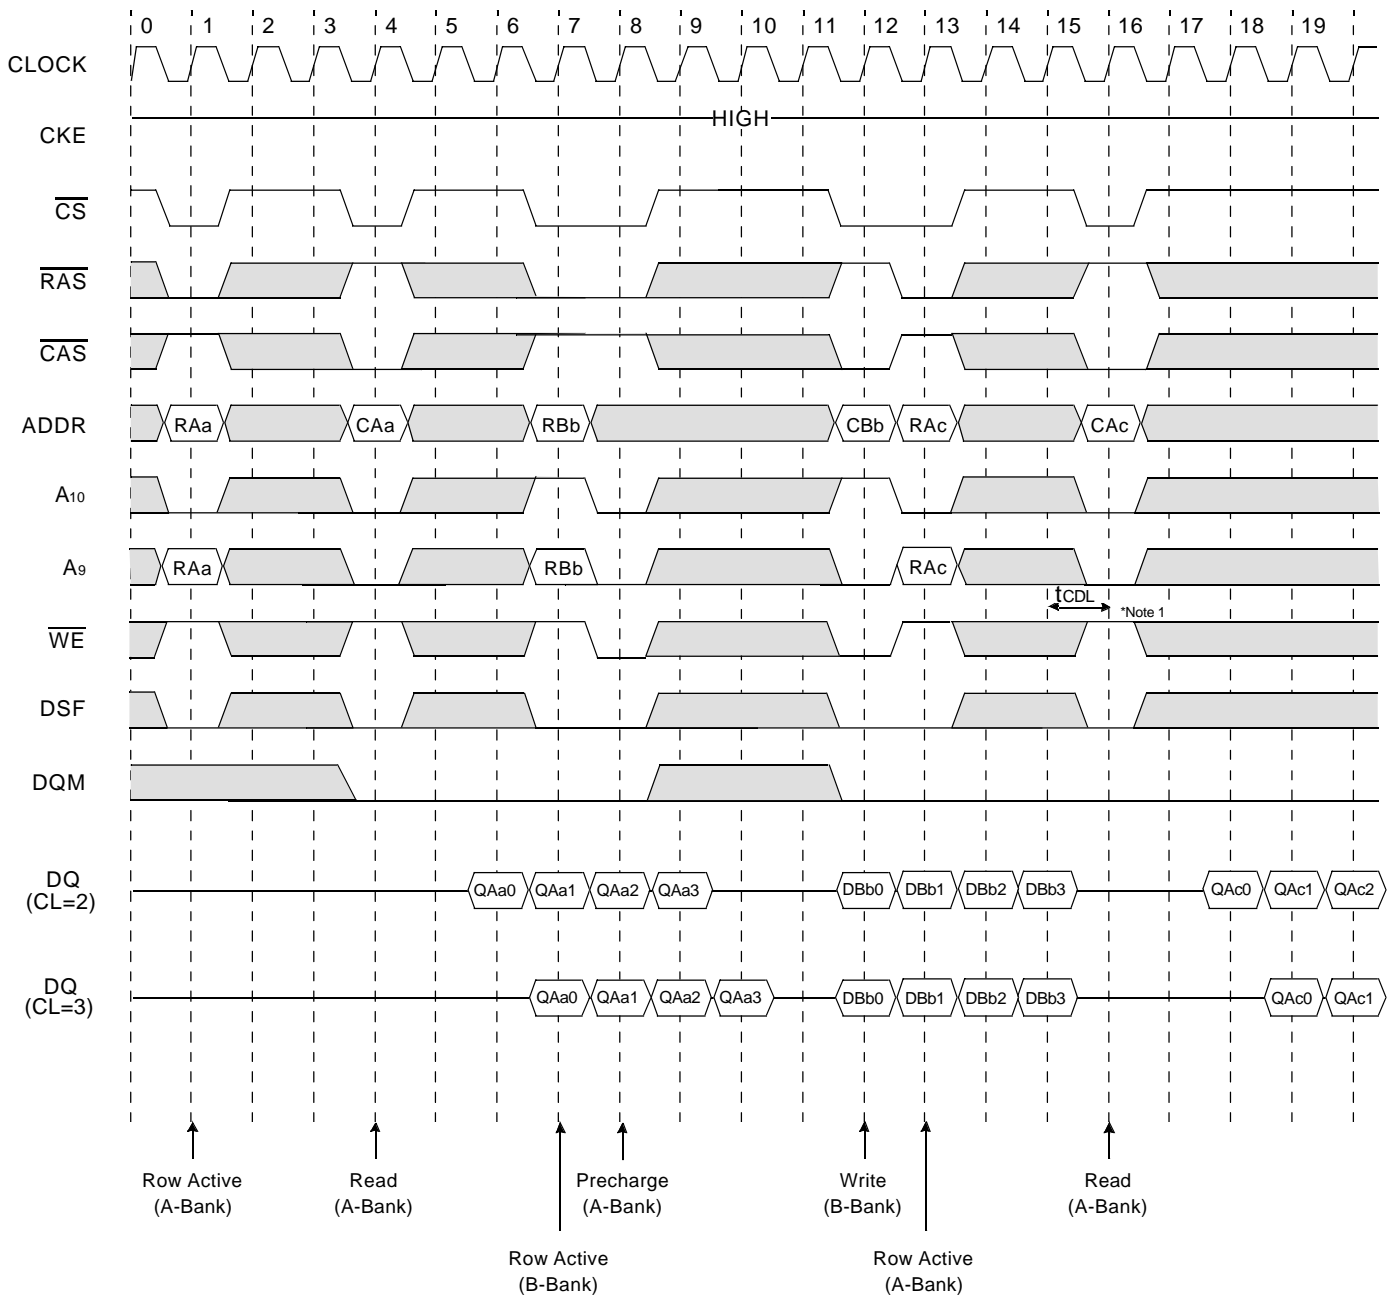 0 1 2 3 4 5 6 7 8 9 10 11 12 13 14 15 16 17 18 19
CLOCK
HIGH
CKE
CS
RAS
CAS
ADDR RAa CAa RBb CBb RAc CAc
A10
A9 RAa RBb RAc
tCDL *Note 1
WE
DSF
DQM
DQ
(CL=2) QAa0 QAa1 QAa2 QAa3 DBb0 DBb1 DBb2 DBb3 QAc0 QAc1 QAc2
DQ
(CL=3) QAa0 QAa1 QAa2 QAa3 DBb0 DBb1 DBb2 DBb3 QAc0 QAc1
Row Active
(A-Bank)
Read
(A-Bank)
Precharge
(A-Bank)
Write
(B-Bank)
Read
(A-Bank)
Row Active
(B-Bank)
Row Active
(A-Bank)